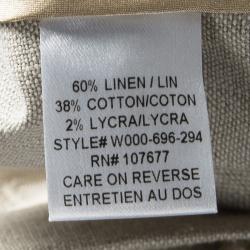 60% LINEN / LIN
38% COTTON/COTON
2% LYCRA/LYCRA
STYLE# W000-696-294
RN# 107677
CARE ON REVERSE
ENTRETIEN AU DOS